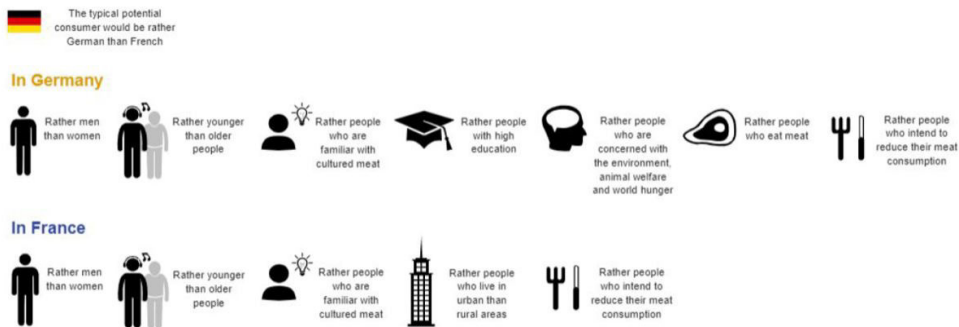 The typical potential
consumer would be rather
German than French
In Germany
Rather men
than women
Rather younger
than older
people
Rather people
who are
familiar with
cultured meat
Rather people
with high
education
Rather people
who are
concerned with
the environment,
animal welfare
and world hunger
Rather people
who eat meat
Rather people
who intend to
reduce their meat
consumption
In France
Rather men
than women
Rather younger
than older
people
Rather people
who are
familiar with
cultured meat
Rather people
who live in
urban than
rural areas
Rather people
who intend to
reduce their meat
consumption